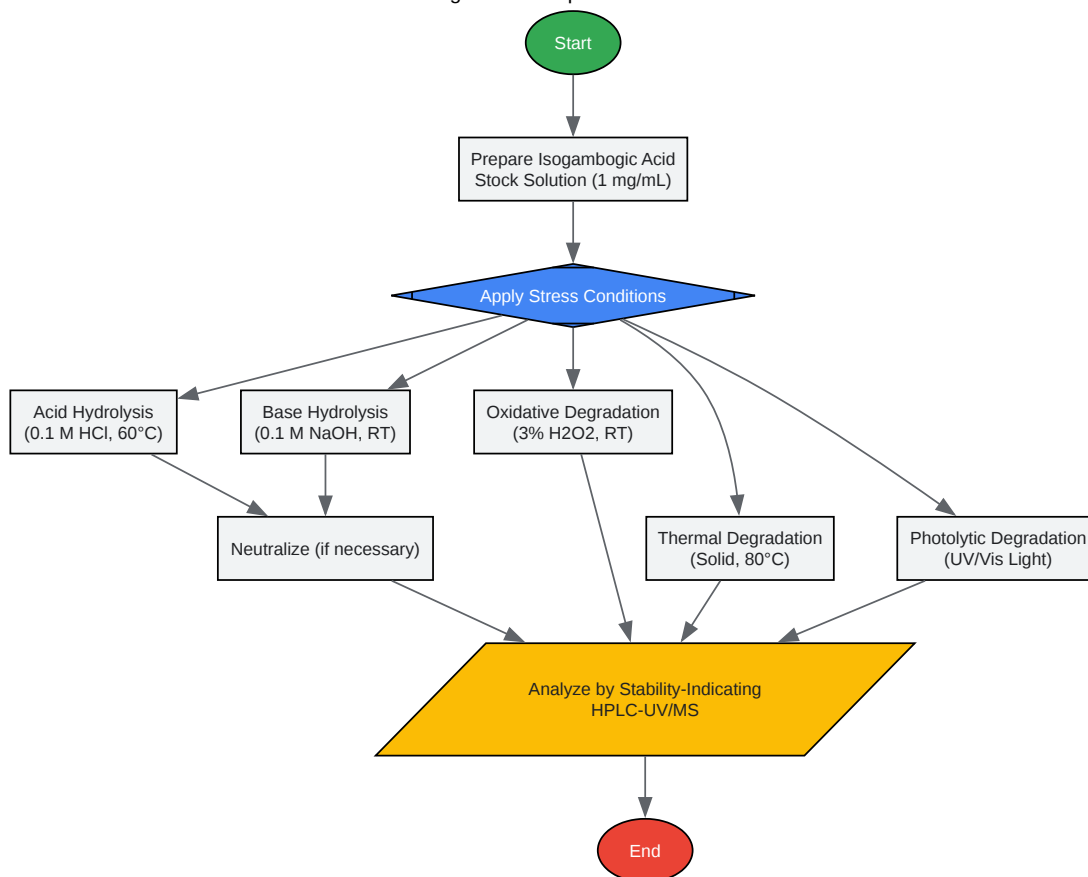 Start
Prepare Isogambogic Acid
Stock Solution (1 mg/mL)
Apply Stress Conditions
Acid Hydrolysis
(0.1 M HCl, 60°C)
Base Hydrolysis
(0.1 M NaOH, RT)
Oxidative Degradation
(3% H2O2, RT)
Neutralize (if necessary)
Thermal Degradation
(Solid, 80°C)
Photolytic Degradation
(UV/Vis Light)
Analyze by Stability-Indicating
HPLC-UV/MS
End